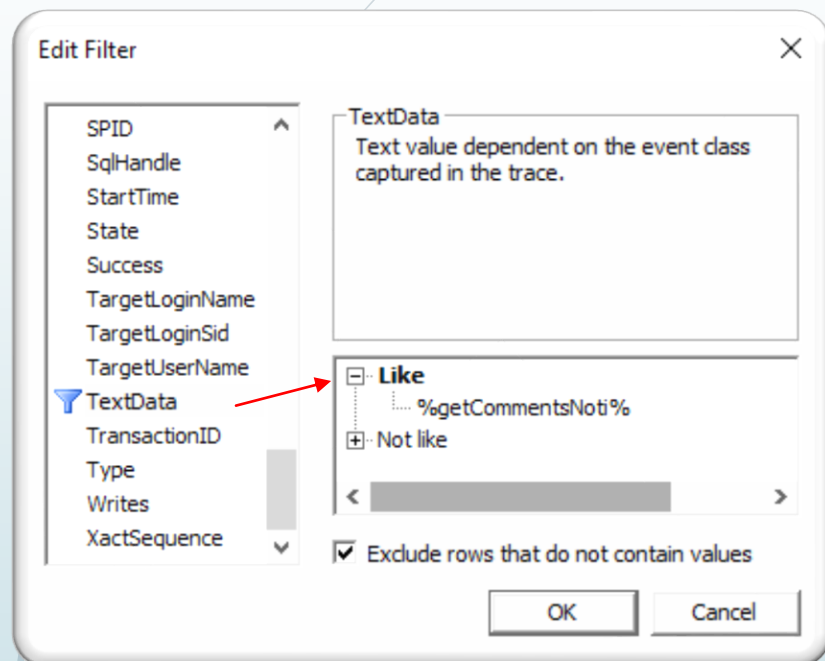 Edit Filter
SPID
SqlHandle
StartTime
State
Success
TargetLoginName
TargetLoginSid
TargetUserName
TextData
TransactionID
Type
Writes
XactSequence
TextData
Text value dependent on the event class
captured in the trace.
Like
%getCommentsNoti%
Not like
Exclude rows that do not contain values
OK
Cancel